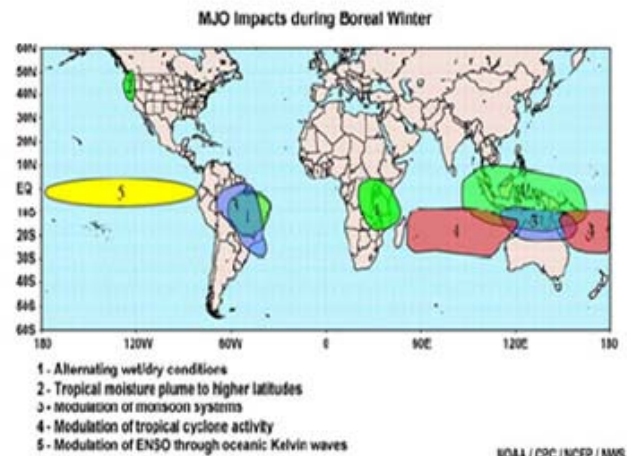 MJO Impacts during Boreal Winter
60N
50N
40N
30N
20N
10N
EQ
10S
20S
30S
40S
50S
60S
180 120W 60W 0 60E 120E 180
5
1
1
4
3
1 - Alternating wet/dry conditions
2 - Tropical moisture plume to higher latitudes
3 - Modulation of monsoon systems
4 - Modulation of tropical cyclone activity
5 - Modulation of ENSO through oceanic Kelvin waves
NOAA / CPC / NCEP / NWS